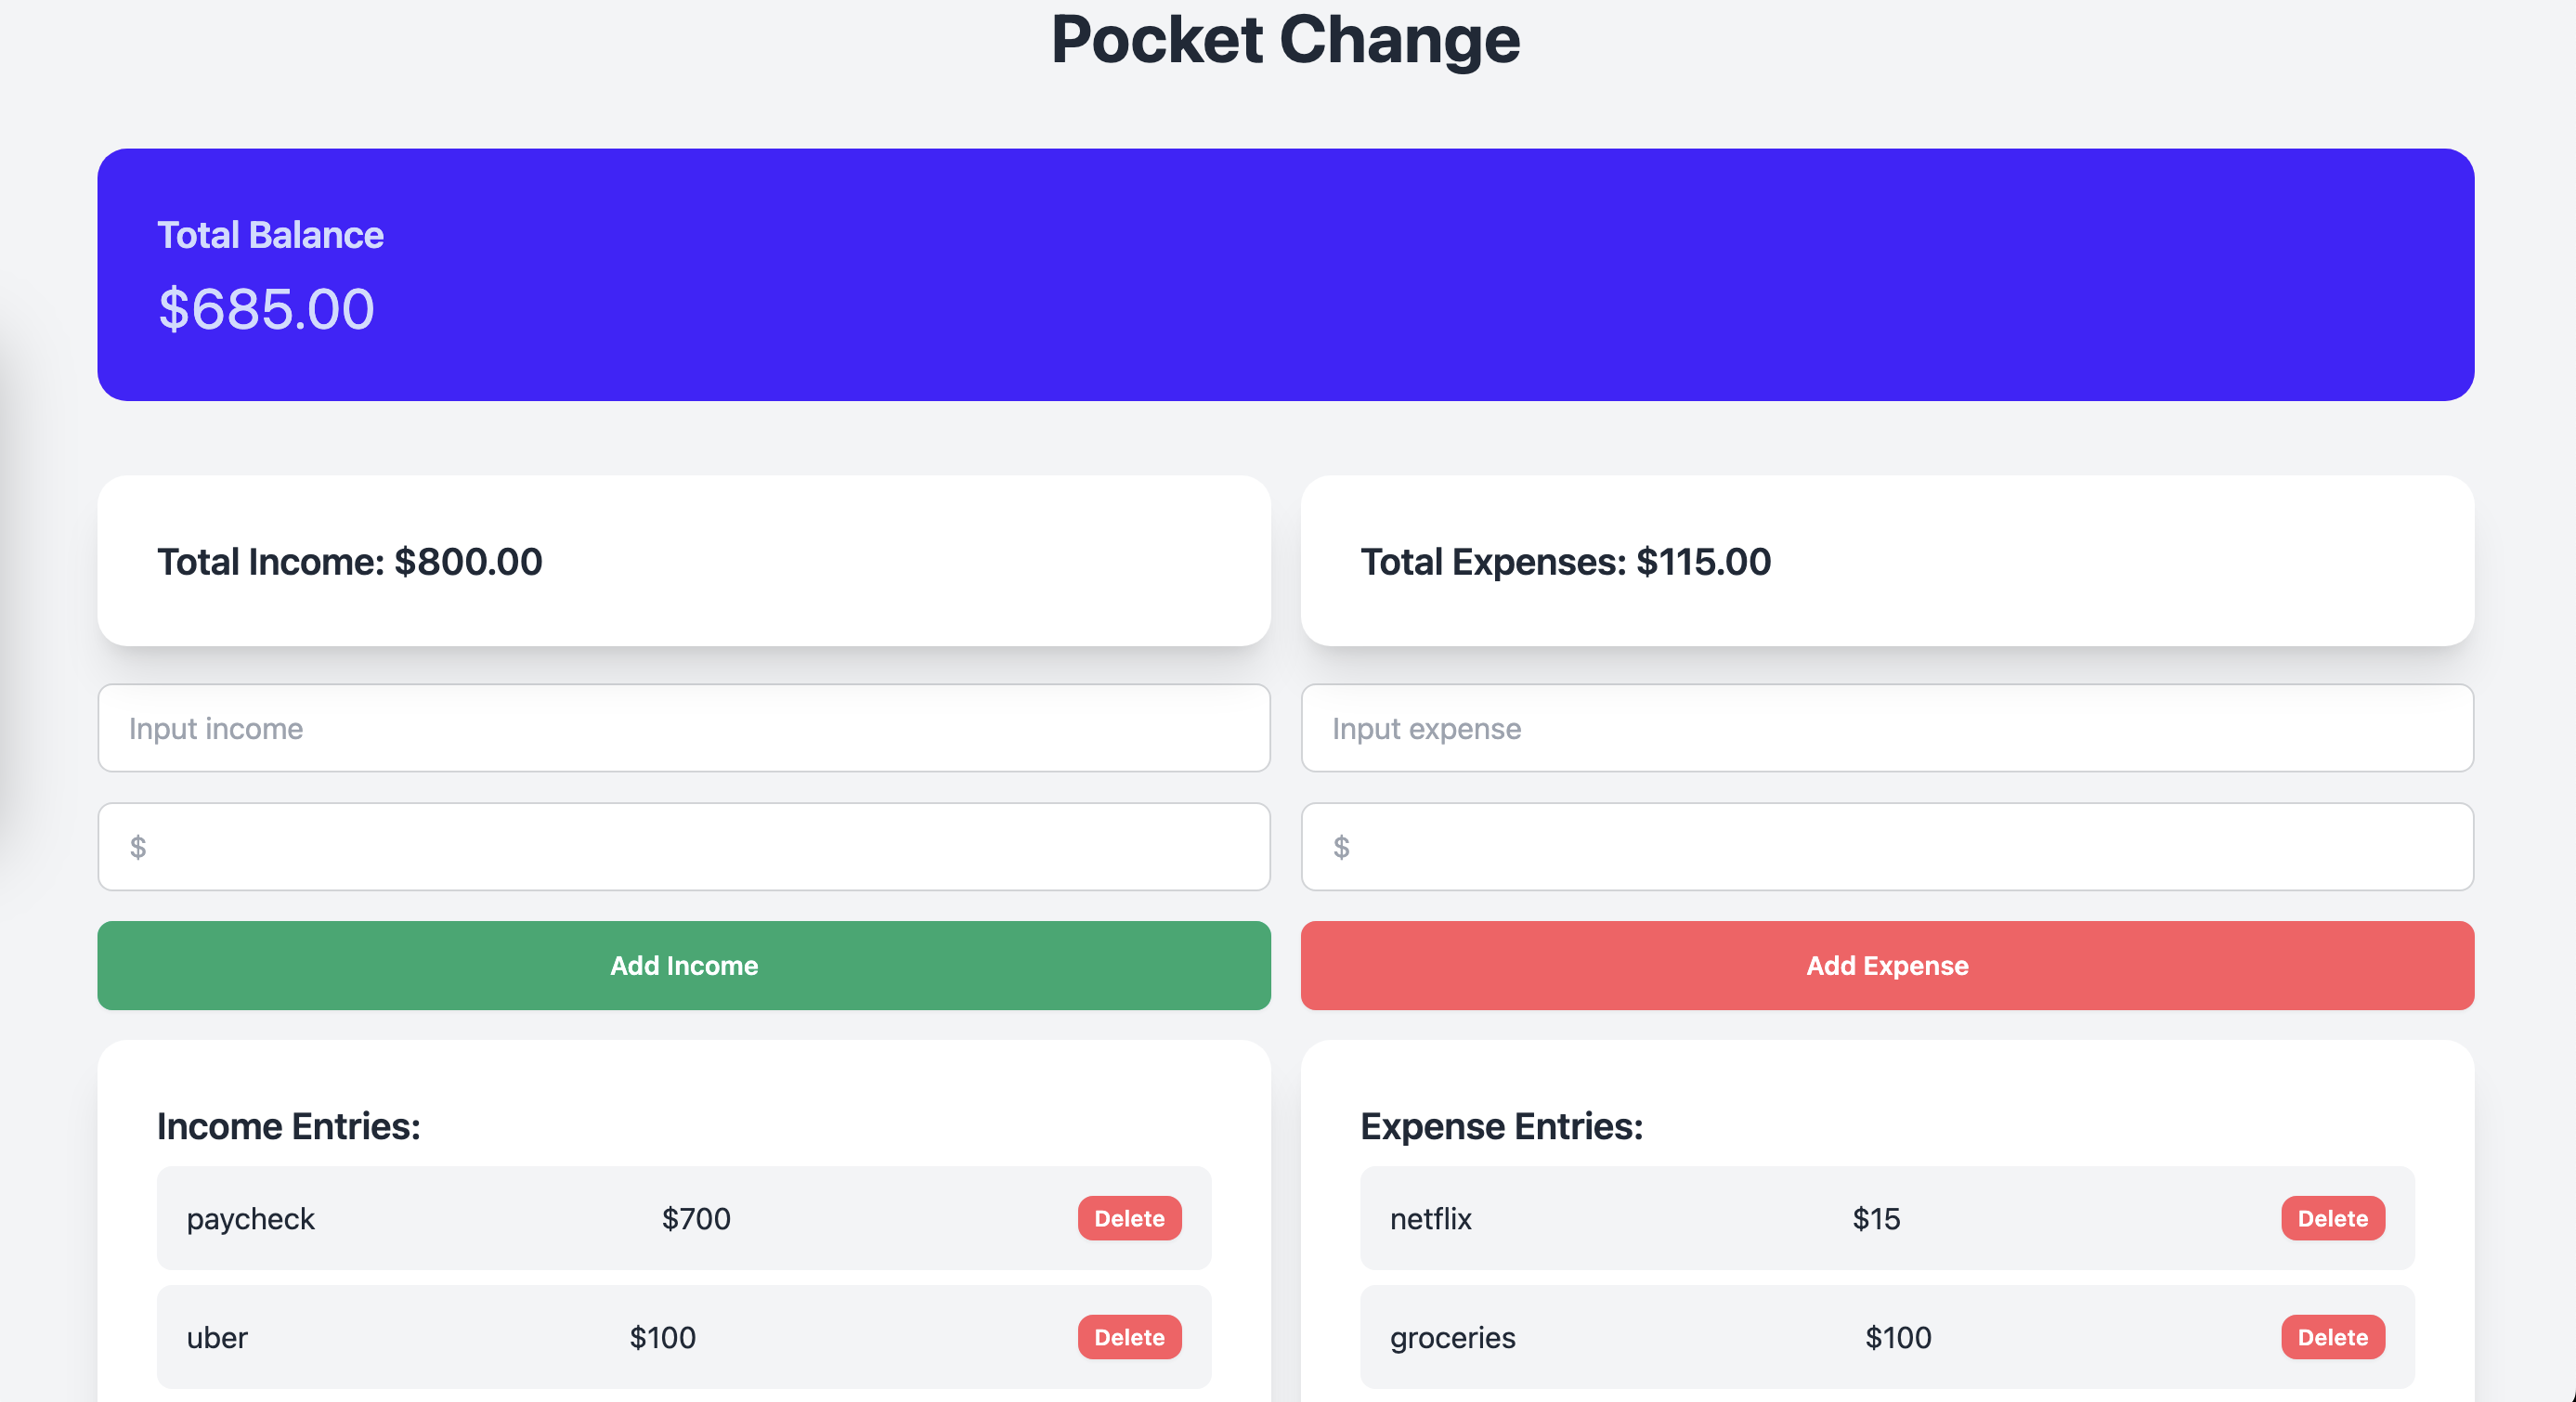 Pocket Change
Total Balance
$685.00
Total Income: $800.00
Total Expenses: $115.00
Input income
Input expense
$
$
Add Income
Add Expense
Income Entries:
paycheck $700 Delete
uber $100 Delete
Expense Entries:
netflix $15 Delete
groceries $100 Delete